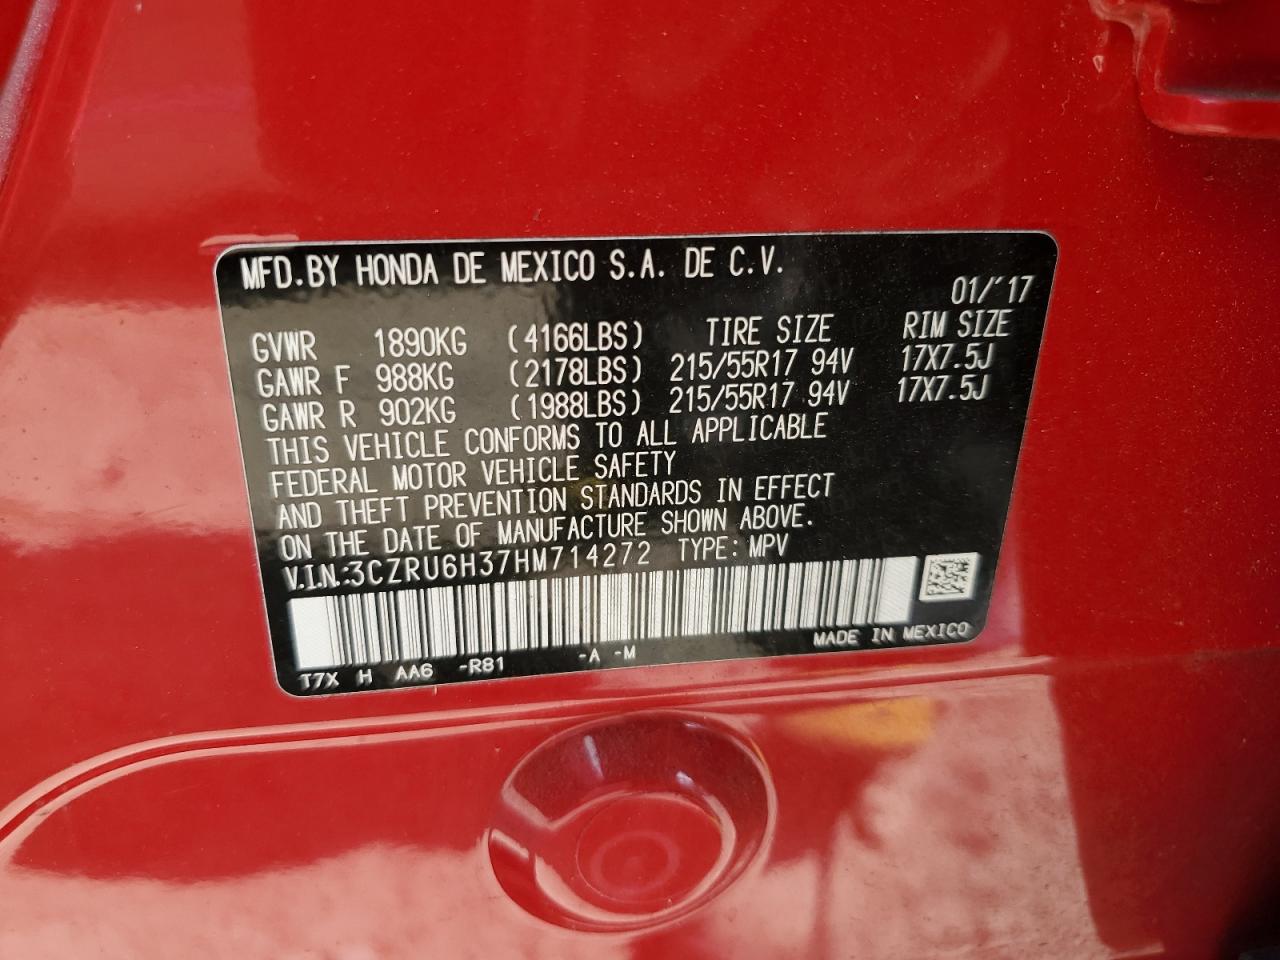 MFD.BY HONDA DE MEXICO S.A. DE C.V.
01/'17
GVWR 1890KG (4166LBS) TIRE SIZE RIM SIZE
GAWR F 988KG (2178LBS) 215/55R17 94V 17X7.5J
GAWR R 902KG (1988LBS) 215/55R17 94V 17X7.5J
THIS VEHICLE CONFORMS TO ALL APPLICABLE
FEDERAL MOTOR VEHICLE SAFETY
AND THEFT PREVENTION STANDARDS IN EFFECT
ON THE DATE OF MANUFACTURE SHOWN ABOVE.
V.I.N.:3CZRU6H37HM714272 TYPE: MPV
MADE IN MEXICO
T7X H AA6 -R81 -A -M